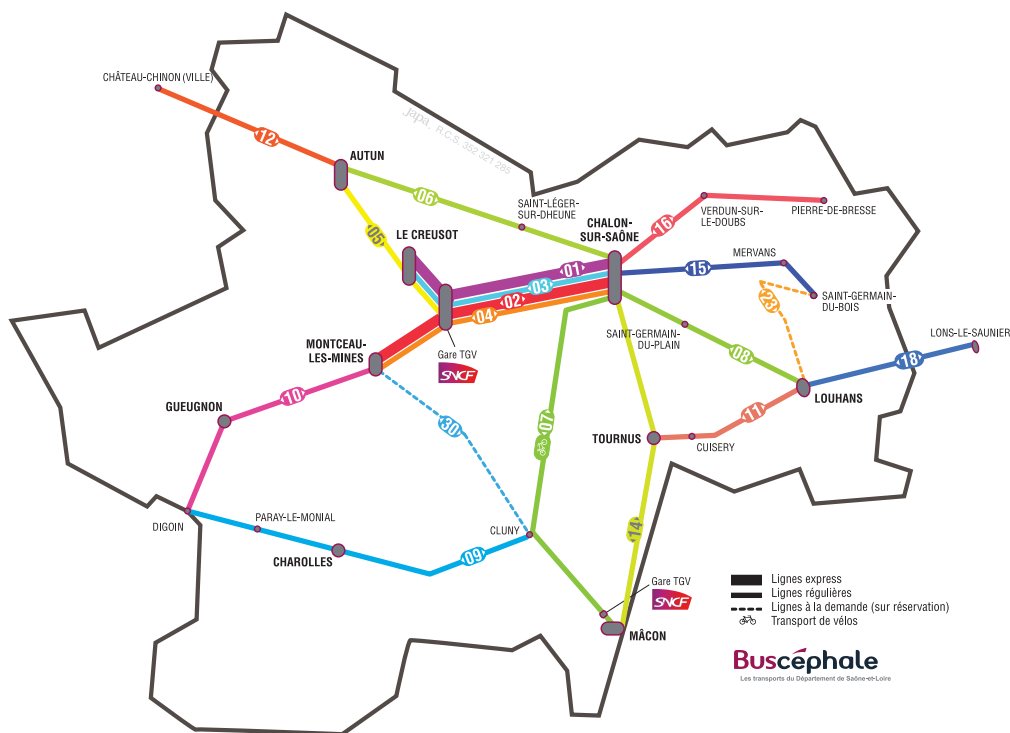 CHÂTEAU-CHINON (VILLE)
12
AUTUN
japa. R.C.S. 352 321 285
06
05
SAINT-LÉGER-
SUR-DHEUNE
LE CREUSOT
CHALON-
SUR-SAÔNE
16
VERDUN-SUR-
LE-DOUBS
PIERRE-DE-BRESSE
01
03
02
04
15
MERVANS
23
SAINT-GERMAIN-
DU-BOIS
MONTCEAU-
LES-MINES
Gare TGV
SNCF
SAINT-GERMAIN-
DU-PLAIN
08
LONS-LE-SAUNIER
18
LOUHANS
10
GUEUGNON
30
07
11
TOURNUS
CUISERY
DIGOIN
PARAY-LE-MONIAL
CHAROLLES
09
CLUNY
14
Gare TGV
SNCF
MÂCON
Lignes express
Lignes régulières
Lignes à la demande (sur réservation)
Transport de vélos
Buscéphale
Les transports du Département de Saône-et-Loire